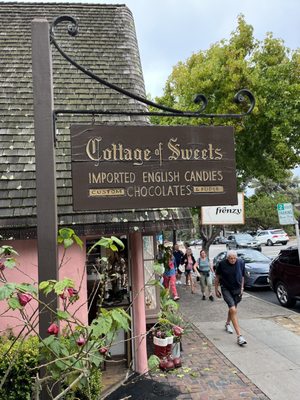 Cottage of Sweets
IMPORTED ENGLISH CANDIES
CUSTOM CHOCOLATES & FUDGE
frenzy